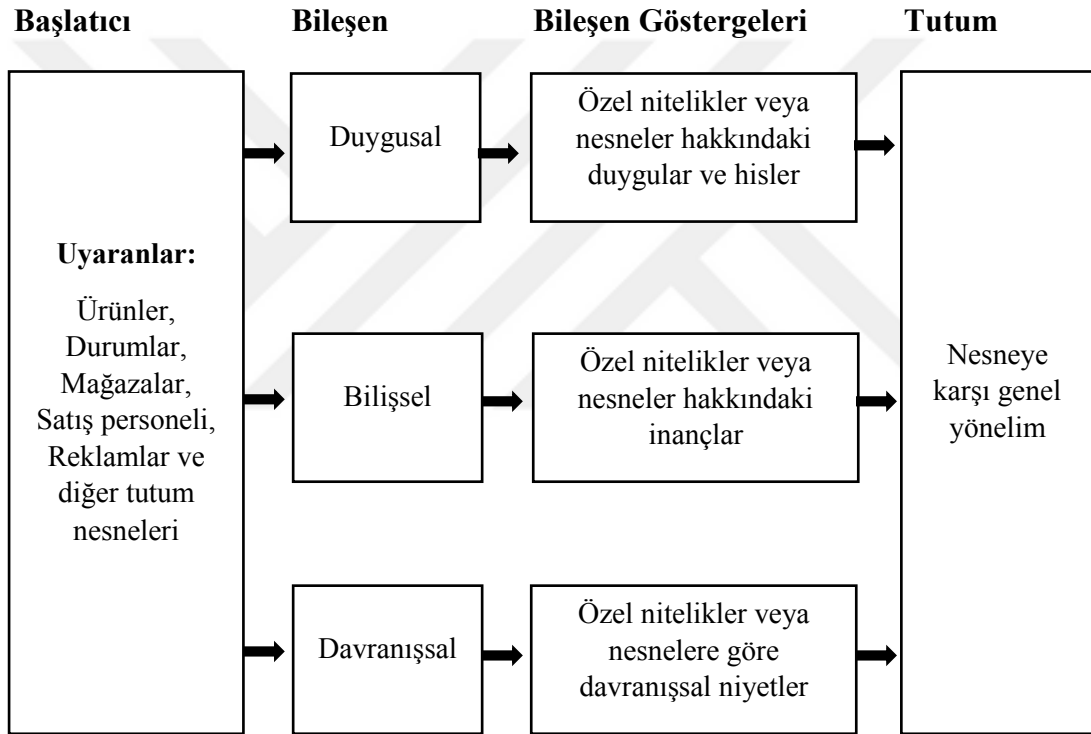 Başlatıcı
Bileşen
Bileşen Göstergeleri
Tutum
Uyaranlar:
Ürünler,
Durumlar,
Mağazalar,
Satış personeli,
Reklamlar ve
diğer tutum
nesneleri
Duygusal
Özel nitelikler veya
nesneler hakkındaki
duygular ve hisler
Bilişsel
Özel nitelikler veya
nesneler hakkındaki
inançlar
Davranışsal
Özel nitelikler veya
nesnelere göre
davranışsal niyetler
Nesneye
karşı genel
yönelim